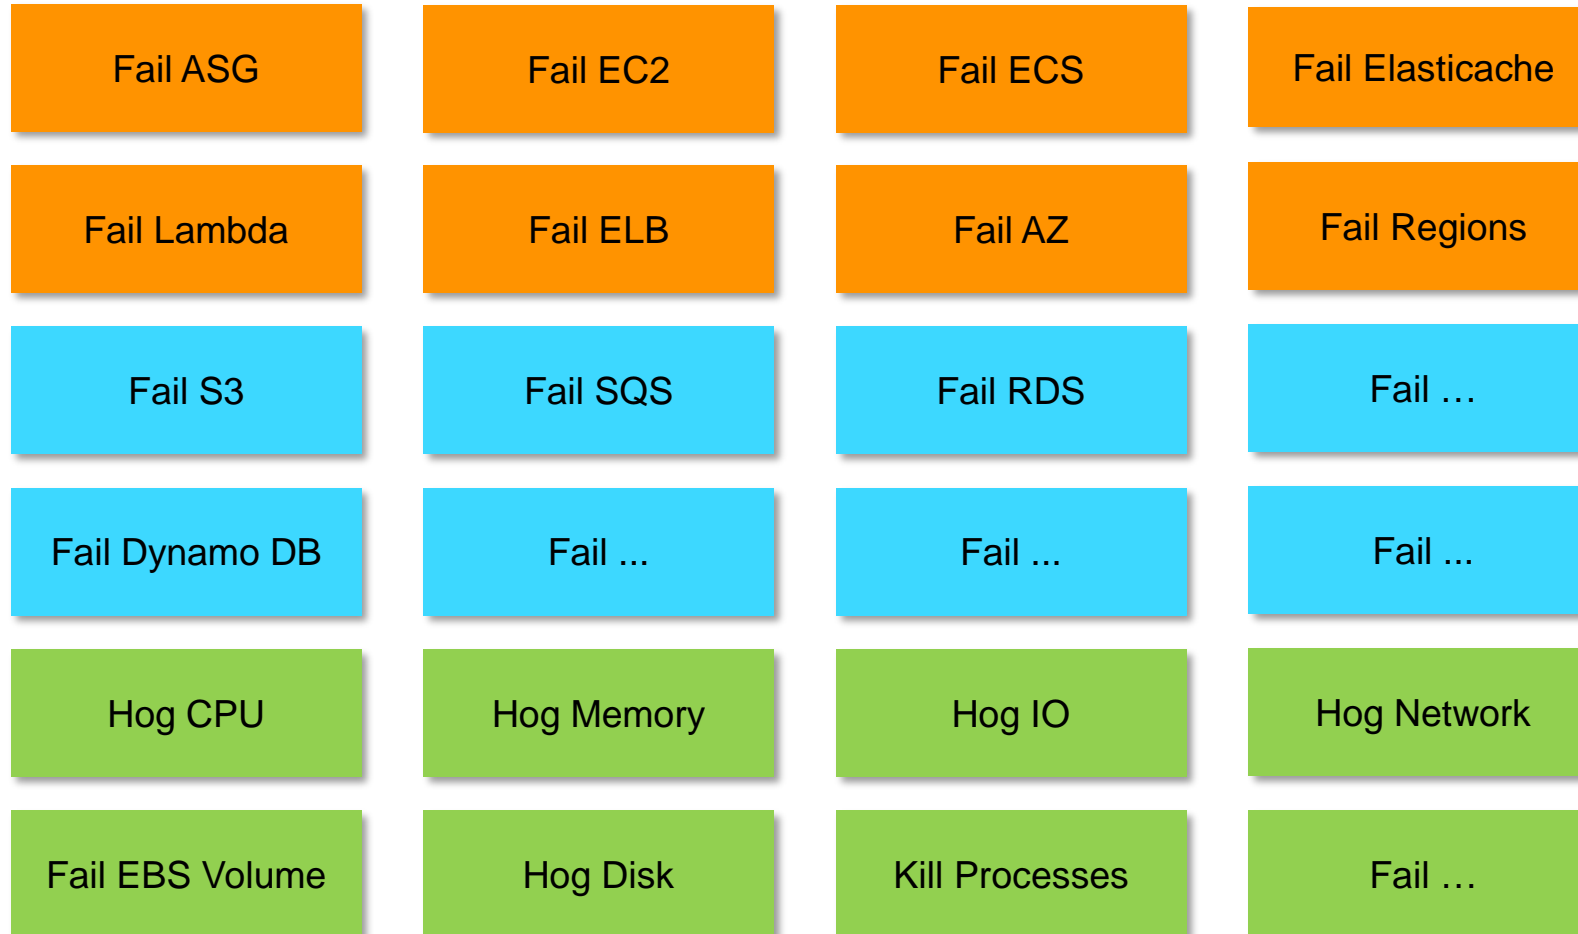 Fail ASG
Fail EC2
Fail ECS
Fail Elasticache
Fail Lambda
Fail ELB
Fail AZ
Fail Regions
Fail S3
Fail SQS
Fail RDS
Fail …
Fail Dynamo DB
Fail ...
Fail ...
Fail ...
Hog CPU
Hog Memory
Hog IO
Hog Network
Fail EBS Volume
Hog Disk
Kill Processes
Fail …